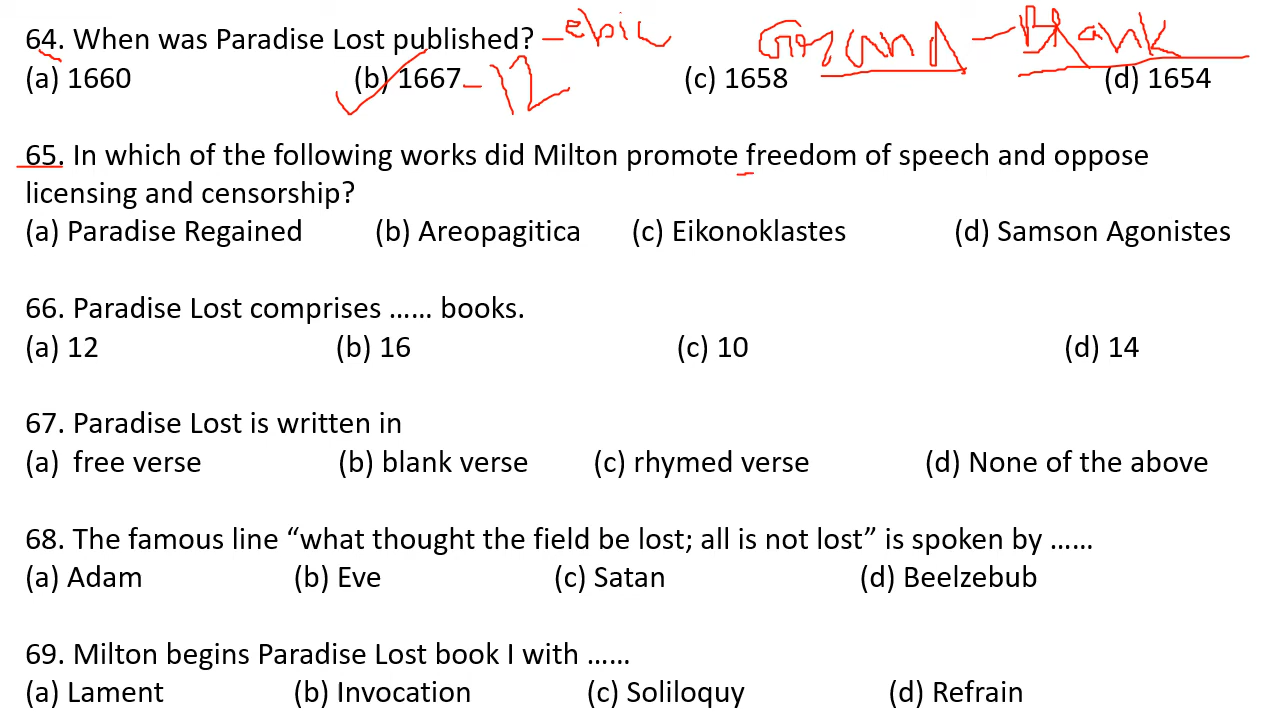 64. When was Paradise Lost published? – epic Grand – Blank
(a) 1660 (b) 1667 – 12 (c) 1658 (d) 1654
65. In which of the following works did Milton promote freedom of speech and oppose
licensing and censorship?
(a) Paradise Regained (b) Areopagitica (c) Eikonoklastes (d) Samson Agonistes
66. Paradise Lost comprises …… books.
(a) 12 (b) 16 (c) 10 (d) 14
67. Paradise Lost is written in
(a) free verse (b) blank verse (c) rhymed verse (d) None of the above
68. The famous line “what thought the field be lost; all is not lost” is spoken by ……
(a) Adam (b) Eve (c) Satan (d) Beelzebub
69. Milton begins Paradise Lost book I with ……
(a) Lament (b) Invocation (c) Soliloquy (d) Refrain